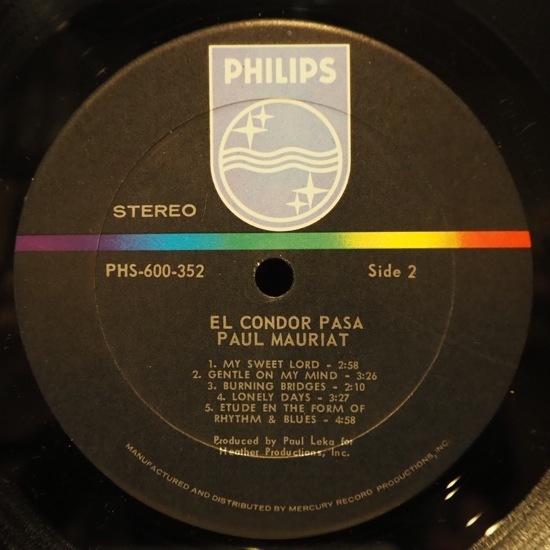 PHILIPS
STEREO
PHS-600-352
Side 2
EL CONDOR PASA
PAUL MAURIAT
1. MY SWEET LORD - 2:58
2. GENTLE ON MY MIND - 3:26
3. BURNING BRIDGES - 2:10
4. LONELY DAYS - 3:27
5. ETUDE EN THE FORM OF
RHYTHM & BLUES - 4:58
Produced by Paul Leka for
Heather Productions, Inc.
MANUFACTURED AND DISTRIBUTED BY MERCURY RECORD PRODUCTIONS, INC.